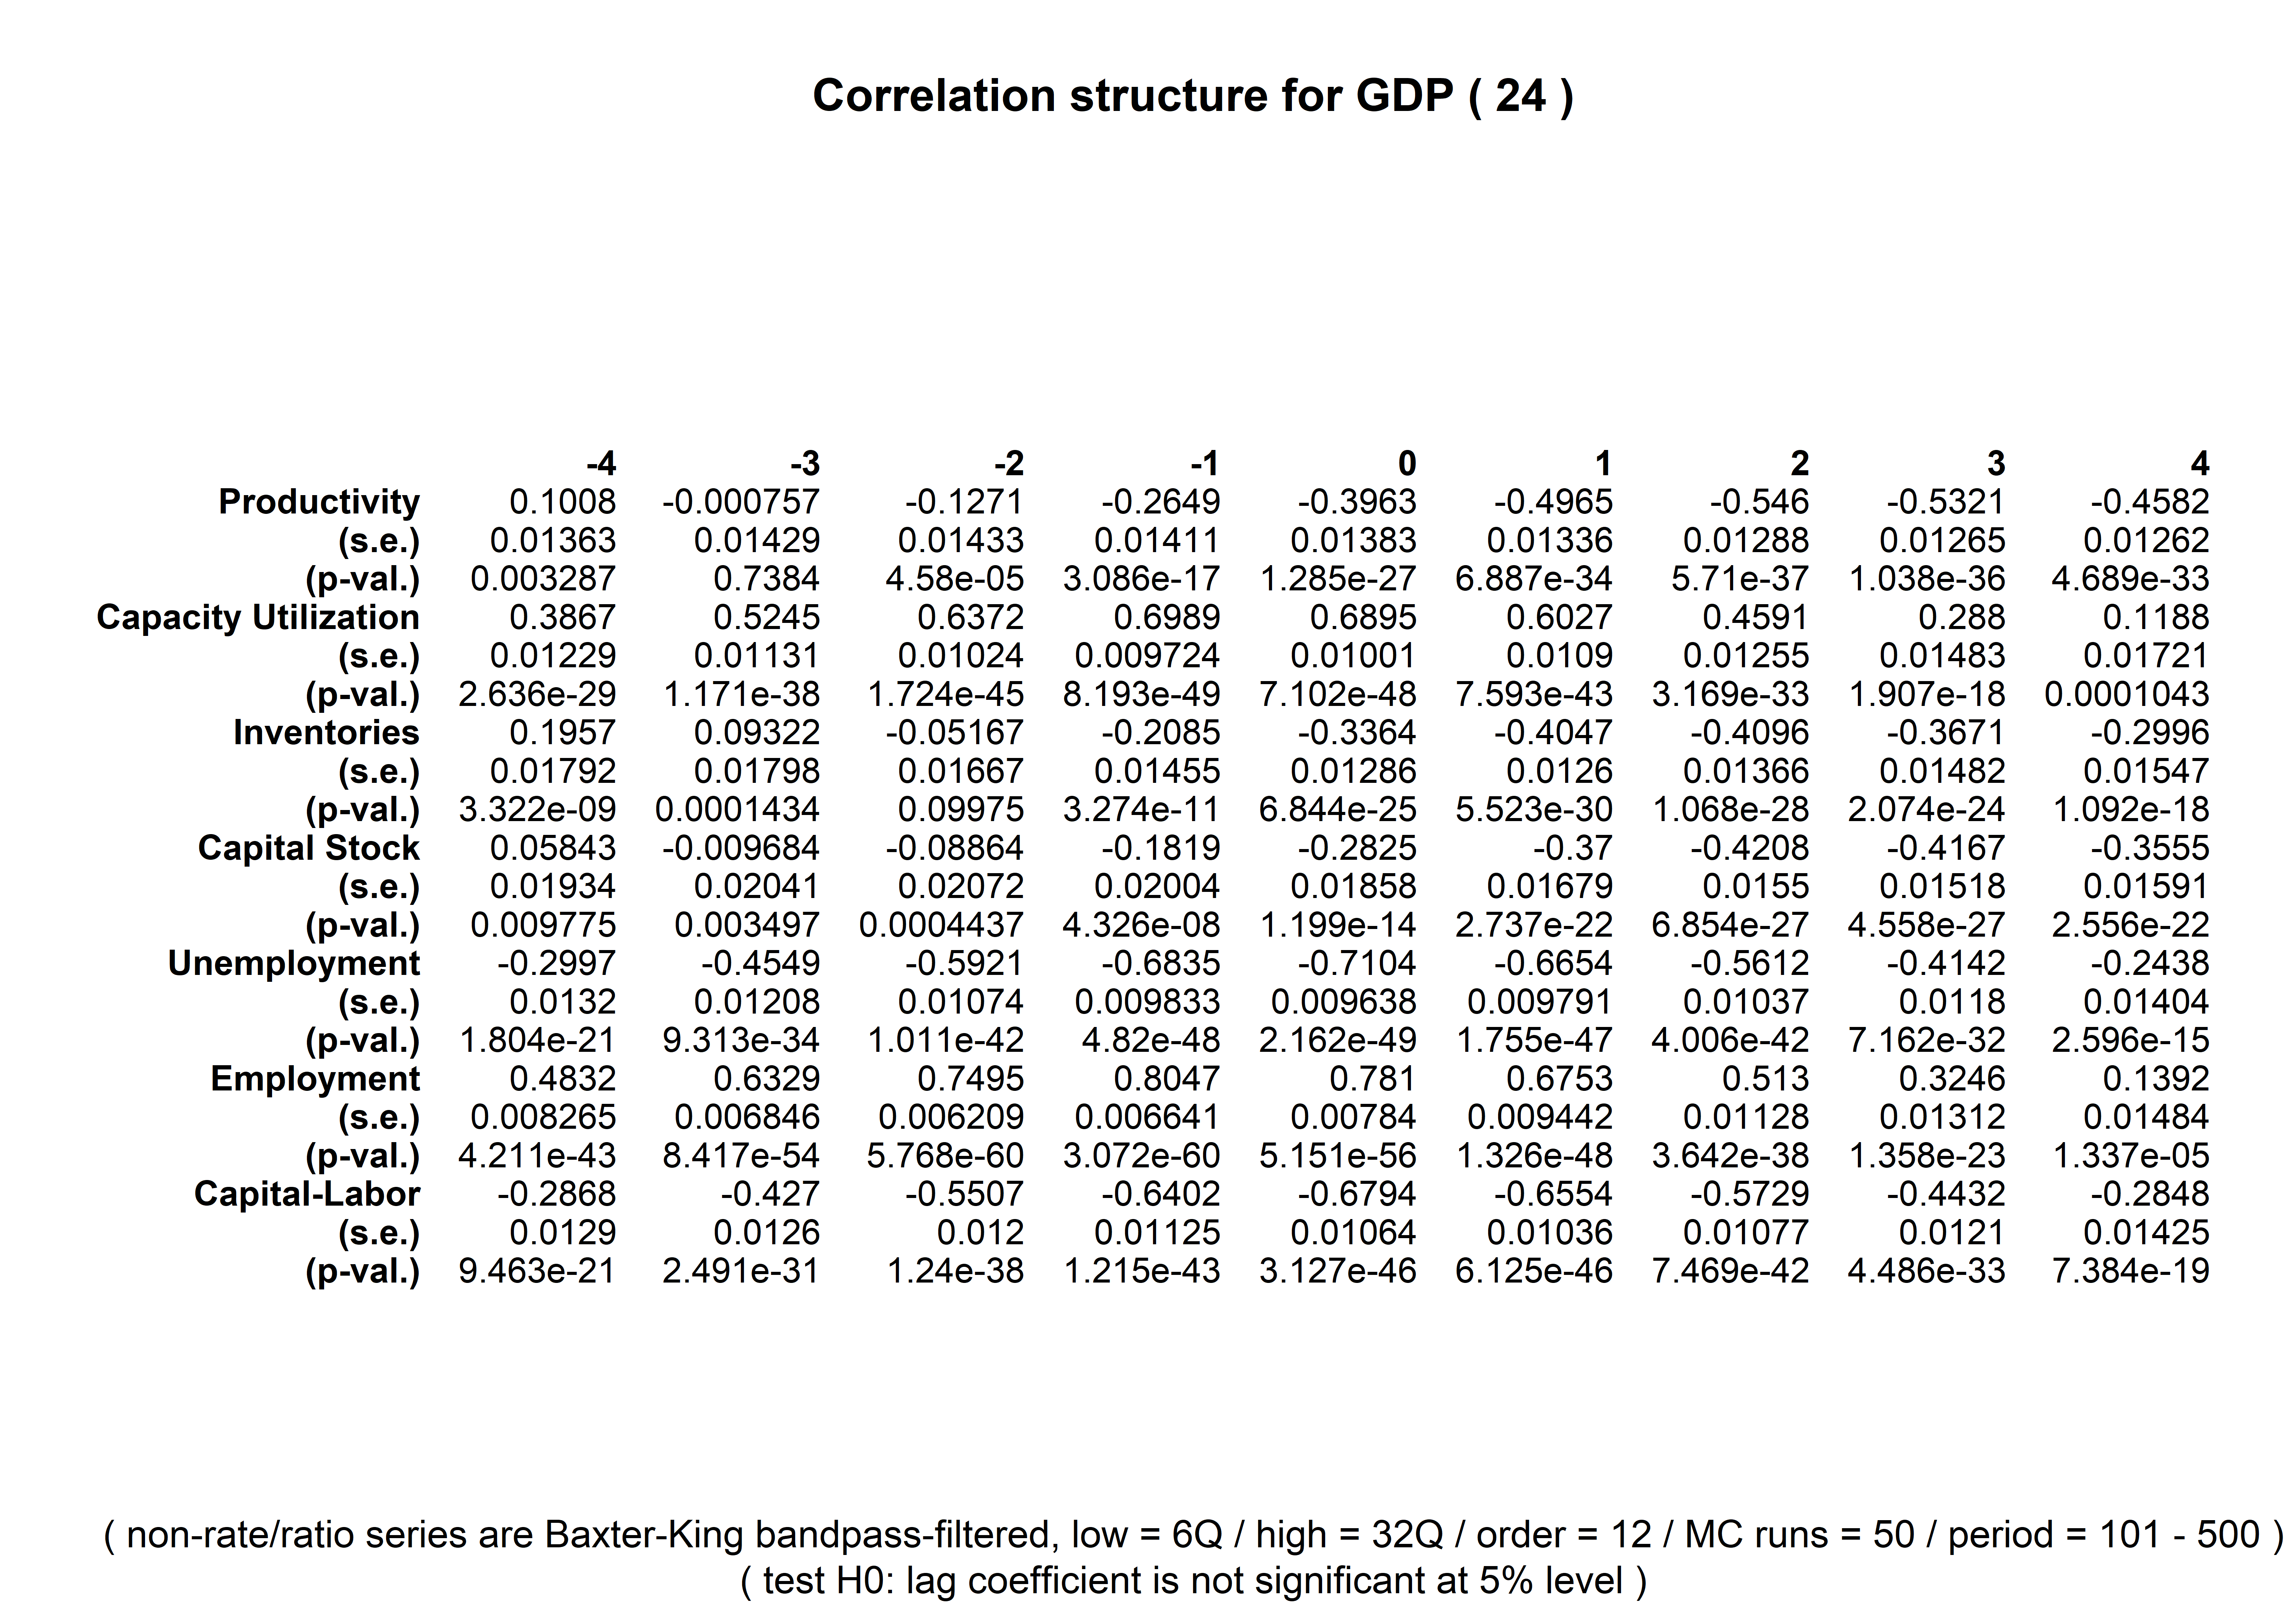 Correlation structure for GDP ( 24 )
-4 -3 -2 -1 0 1 2 3 4
Productivity 0.1008 -0.000757 -0.1271 -0.2649 -0.3963 -0.4965 -0.546 -0.5321 -0.4582
(s.e.) 0.01363 0.01429 0.01433 0.01411 0.01383 0.01336 0.01288 0.01265 0.01262
(p-val.) 0.003287 0.7384 4.58e-05 3.086e-17 1.285e-27 6.887e-34 5.71e-37 1.038e-36 4.689e-33
Capacity Utilization 0.3867 0.5245 0.6372 0.6989 0.6895 0.6027 0.4591 0.288 0.1188
(s.e.) 0.01229 0.01131 0.01024 0.009724 0.01001 0.0109 0.01255 0.01483 0.01721
(p-val.) 2.636e-29 1.171e-38 1.724e-45 8.193e-49 7.102e-48 7.593e-43 3.169e-33 1.907e-18 0.0001043
Inventories 0.1957 0.09322 -0.05167 -0.2085 -0.3364 -0.4047 -0.4096 -0.3671 -0.2996
(s.e.) 0.01792 0.01798 0.01667 0.01455 0.01286 0.0126 0.01366 0.01482 0.01547
(p-val.) 3.322e-09 0.0001434 0.09975 3.274e-11 6.844e-25 5.523e-30 1.068e-28 2.074e-24 1.092e-18
Capital Stock 0.05843 -0.009684 -0.08864 -0.1819 -0.2825 -0.37 -0.4208 -0.4167 -0.3555
(s.e.) 0.01934 0.02041 0.02072 0.02004 0.01858 0.01679 0.0155 0.01518 0.01591
(p-val.) 0.009775 0.003497 0.0004437 4.326e-08 1.199e-14 2.737e-22 6.854e-27 4.558e-27 2.556e-22
Unemployment -0.2997 -0.4549 -0.5921 -0.6835 -0.7104 -0.6654 -0.5612 -0.4142 -0.2438
(s.e.) 0.0132 0.01208 0.01074 0.009833 0.009638 0.009791 0.01037 0.0118 0.01404
(p-val.) 1.804e-21 9.313e-34 1.011e-42 4.82e-48 2.162e-49 1.755e-47 4.006e-42 7.162e-32 2.596e-15
Employment 0.4832 0.6329 0.7495 0.8047 0.781 0.6753 0.513 0.3246 0.1392
(s.e.) 0.008265 0.006846 0.006209 0.006641 0.00784 0.009442 0.01128 0.01312 0.01484
(p-val.) 4.211e-43 8.417e-54 5.768e-60 3.072e-60 5.151e-56 1.326e-48 3.642e-38 1.358e-23 1.337e-05
Capital-Labor -0.2868 -0.427 -0.5507 -0.6402 -0.6794 -0.6554 -0.5729 -0.4432 -0.2848
(s.e.) 0.0129 0.0126 0.012 0.01125 0.01064 0.01036 0.01077 0.0121 0.01425
(p-val.) 9.463e-21 2.491e-31 1.24e-38 1.215e-43 3.127e-46 6.125e-46 7.469e-42 4.486e-33 7.384e-19
( non-rate/ratio series are Baxter-King bandpass-filtered, low = 6Q / high = 32Q / order = 12 / MC runs = 50 / period = 101 - 500 )
( test H0: lag coefficient is not significant at 5% level )